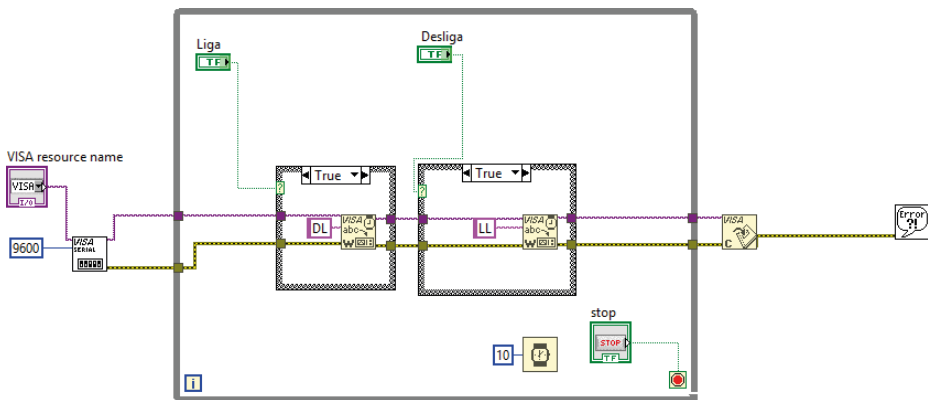 Liga
TF
Desliga
TF
VISA resource name
VISA
I/O
9600
VISA
SERIAL
? True
DL
VISA
abc
W
? True
LL
VISA
abc
W
VISA
C
Error
?!
10
stop
STOP
TF
i